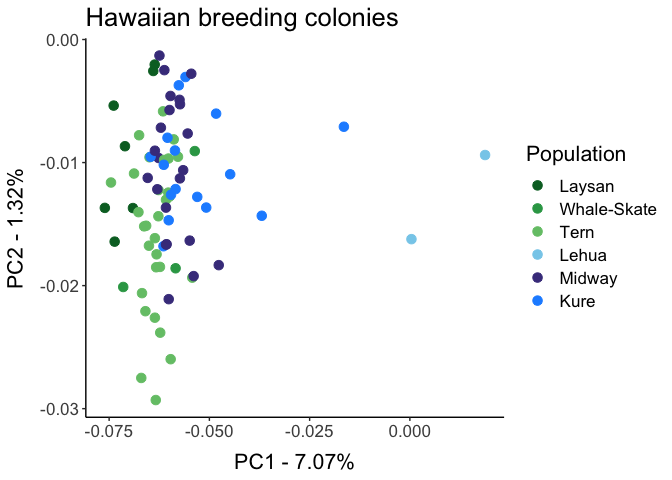 Hawaiian breeding colonies
0.00
-0.01
-0.02
-0.03
PC2 - 1.32%
-0.075
-0.050
-0.025
0.000
PC1 - 7.07%
Population
Laysan
Whale-Skate
Tern
Lehua
Midway
Kure